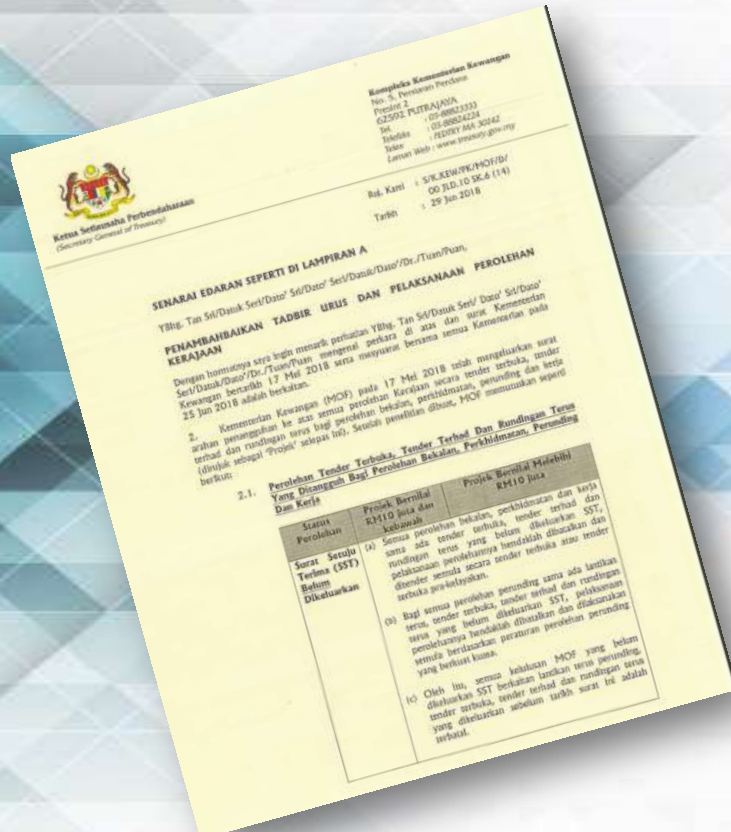 Kompleks Kementerian Kewangan
No. 5, Persiaran Perdana
Presint 2
62592 PUTRAJAYA
Tel. : 03-88823333
Telefaks : 03-88824224
Telex : FEDTRY MA 30242
Laman Web : www.treasury.gov.my
Ketua Setiausaha Perbendaharaan
(Secretary General of Treasury)
Ruj. Kami : S/K.KEW/PK/MOF/D/
00 JLD.10 SK.6 (14)
Tarikh : 29 Jun 2018
SENARAI EDARAN SEPERTI DI LAMPIRAN A
YBhg. Tan Sri/Datuk Seri/Dato' Sri/Dato' Seri/Datuk/Dato'/Dr./Tuan/Puan,
PENAMBAHBAIKAN TADBIR URUS DAN PELAKSANAAN PEROLEHAN
KERAJAAN
Dengan hormatnya saya ingin menarik perhatian YBhg. Tan Sri/Datuk Seri/ Dato' Sri/Dato'
Seri/Datuk/Dato'/Dr./Tuan/Puan mengenai perkara di atas dan surat Kementerian
Kewangan bertarikh 17 Mei 2018 serta mesyuarat bersama semua Kementerian pada
25 Jun 2018 adalah berkaitan.
2. Kementerian Kewangan (MOF) pada 17 Mei 2018 telah mengeluarkan surat
arahan penangguhan ke atas semua perolehan Kerajaan secara tender terbuka, tender
terhad dan rundingan terus bagi perolehan bekalan, perkhidmatan, perunding dan kerja
(dirujuk sebagai 'Projek' selepas ini). Setelah penelitian dibuat, MOF memutuskan seperti
berikut:
2.1. Perolehan Tender Terbuka, Tender Terhad Dan Rundingan Terus
Yang Ditangguh Bagi Perolehan Bekalan, Perkhidmatan, Perunding
Dan Kerja
Status
Perolehan
Projek Bernilai
RM10 Juta dan
kebawah
Projek Bernilai Melebihi
RM10 Juta
Surat Setuju
Terima (SST)
Belum
Dikeluarkan
(a) Semua perolehan bekalan, perkhidmatan dan kerja
sama ada tender terbuka, tender terhad dan
rundingan terus yang belum dikeluarkan SST,
pelaksanaan perolehannya hendaklah dibatalkan dan
ditender semula secara tender terbuka atau tender
terbuka pra-kelayakan.
(b) Bagi semua perolehan perunding sama ada lantikan
terus, tender terbuka, tender terhad dan rundingan
terus yang belum dikeluarkan SST, pelaksanaan
perolehannya hendaklah dibatalkan dan dilaksanakan
semula berdasarkan peraturan perolehan perunding
yang berkuat kuasa.
(c) Oleh itu, semua kelulusan MOF yang belum
dikeluarkan SST berkaitan lantikan terus perunding,
tender terbuka, tender terhad dan rundingan terus
yang dikeluarkan sebelum tarikh surat ini adalah
terbatal.